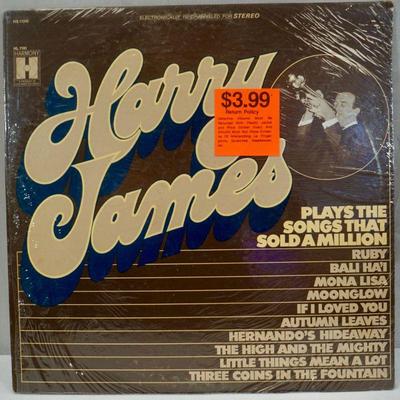 ELECTRONICALLY RE-CHANNELED FOR STEREO
HARMONY
H
Harry
James
$3.99
Return Policy
PLAYS THE
SONGS THAT
SOLD A MILLION
RUBY
BALI HA'I
MONA LISA
MOONGLOW
IF I LOVED YOU
AUTUMN LEAVES
HERNANDO'S HIDEAWAY
THE HIGH AND THE MIGHTY
LITTLE THINGS MEAN A LOT
THREE COINS IN THE FOUNTAIN